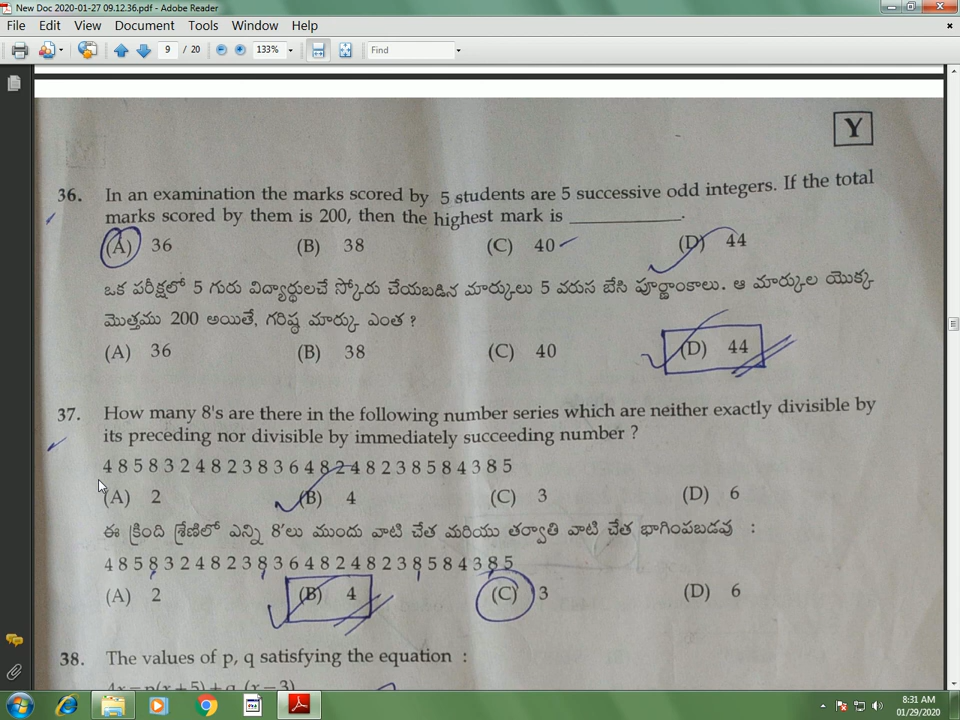 New Doc 2020-01-27 09.12.36.pdf - Adobe Reader
File Edit View Document Tools Window Help
9 / 20 133% Find
Y
36. In an examination the marks scored by 5 students are 5 successive odd integers. If the total
marks scored by them is 200, then the highest mark is ___________.
(A) 36 (B) 38 (C) 40 (D) 44
ఒక పరీక్షలో 5 గురు విద్యార్థులచే స్కోరు చేయబడిన మార్కులు 5 వరుస బేసి పూర్ణాంకాలు. ఆ మార్కుల యొక్క
మొత్తము 200 అయితే, గరిష్ఠ మార్కు ఎంత ?
(A) 36 (B) 38 (C) 40 (D) 44
37. How many 8's are there in the following number series which are neither exactly divisible by
its preceding nor divisible by immediately succeeding number ?
4 8 5 8 3 2 4 8 2 3 8 3 6 4 8 2 4 8 2 3 8 5 8 4 3 8 5
(A) 2 (B) 4 (C) 3 (D) 6
ఈ క్రింది శ్రేణిలో ఎన్ని 8'లు ముందు వాటి చేత మరియు తర్వాతి వాటి చేత భాగింపబడవు :
4 8 5 8 3 2 4 8 2 3 8 3 6 4 8 2 4 8 2 3 8 5 8 4 3 8 5
(A) 2 (B) 4 (C) 3 (D) 6
38. The values of p, q satisfying the equation :
8:31 AM
01/29/2020